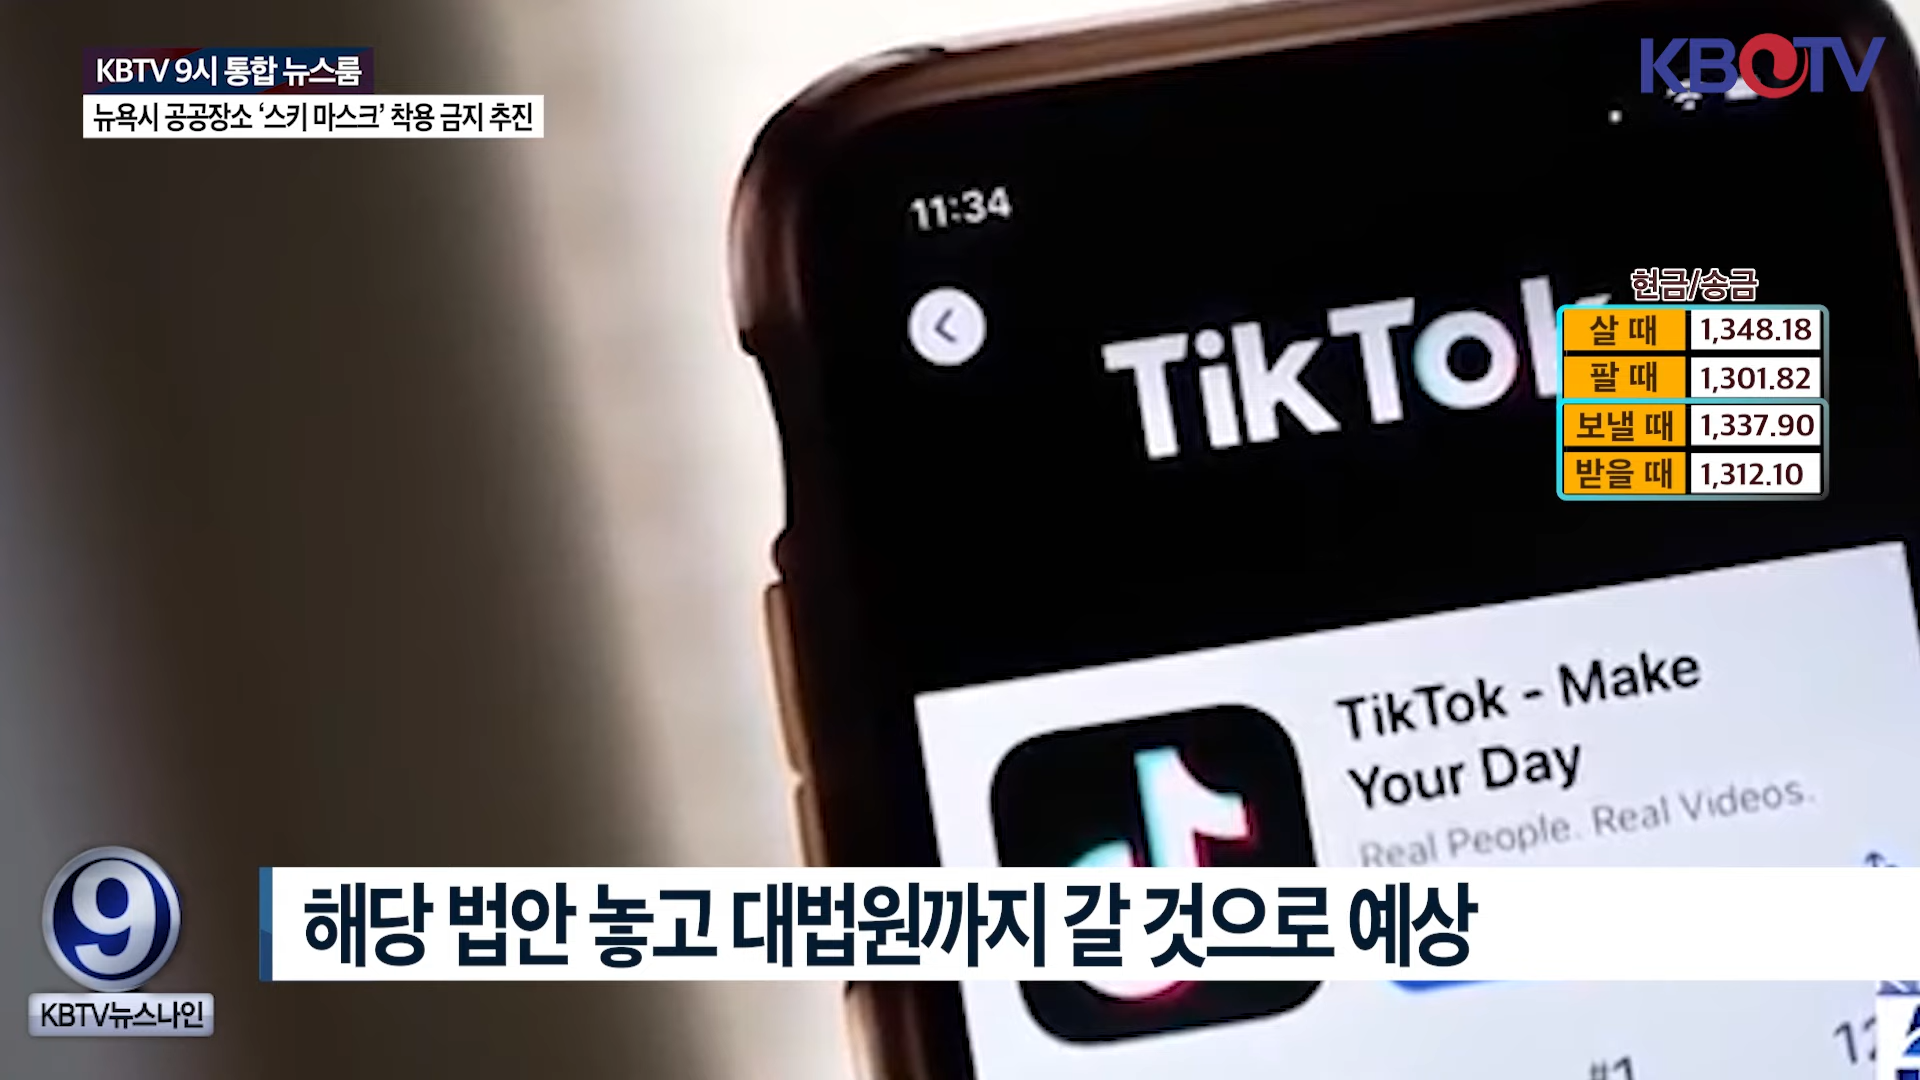 KBTV 9시 통합 뉴스룸
뉴욕시 공공장소 ‘스키 마스크’ 착용 금지 추진
KBTV
11:34
TikTok
현금/송금
살 때 1,348.18
팔 때 1,301.82
보낼 때 1,337.90
받을 때 1,312.10
TikTok - Make
Your Day
Real People. Real Videos.
해당 법안 놓고 대법원까지 갈 것으로 예상
9
KBTV뉴스나인
#1